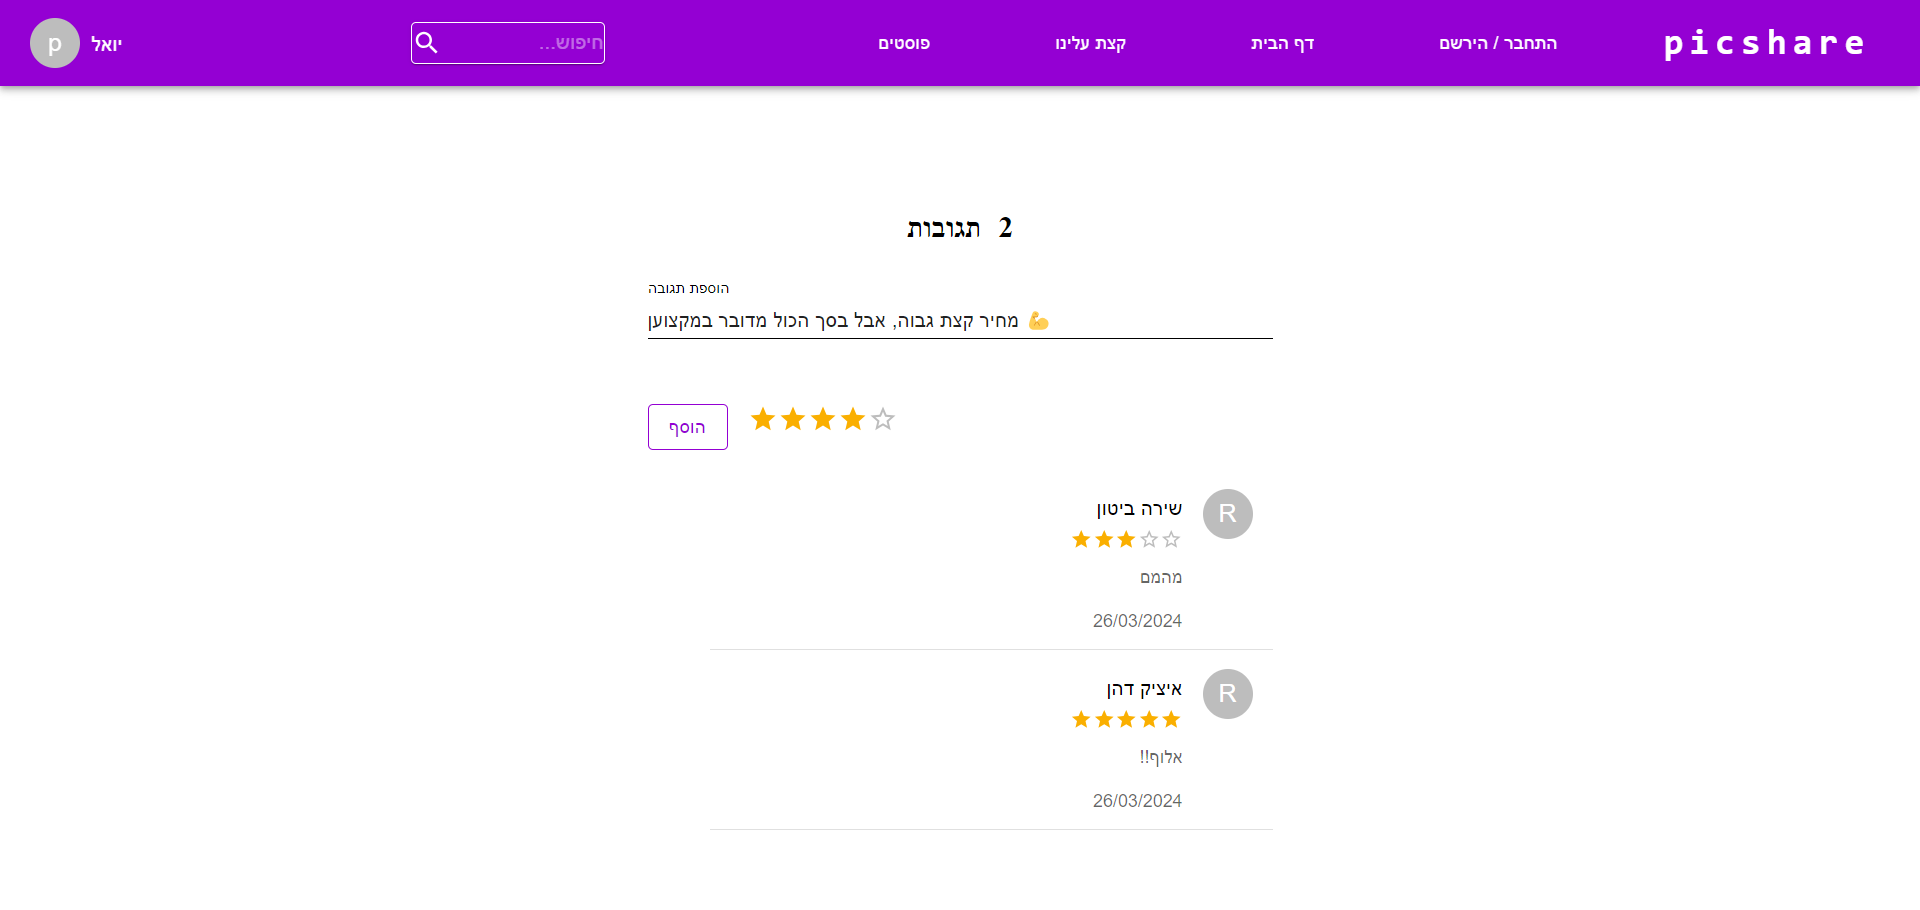 picshare
התחבר / הירשם
דף הבית
קצת עלינו
פוסטים
חיפוש...
יואל
p
2 תגובות
הוספת תגובה
מחיר קצת גבוה, אבל בסך הכול מדובר במקצוען 💪
הוסף
R
שירה ביטון
מהמם
26/03/2024
R
איציק דהן
אלוף!!
26/03/2024